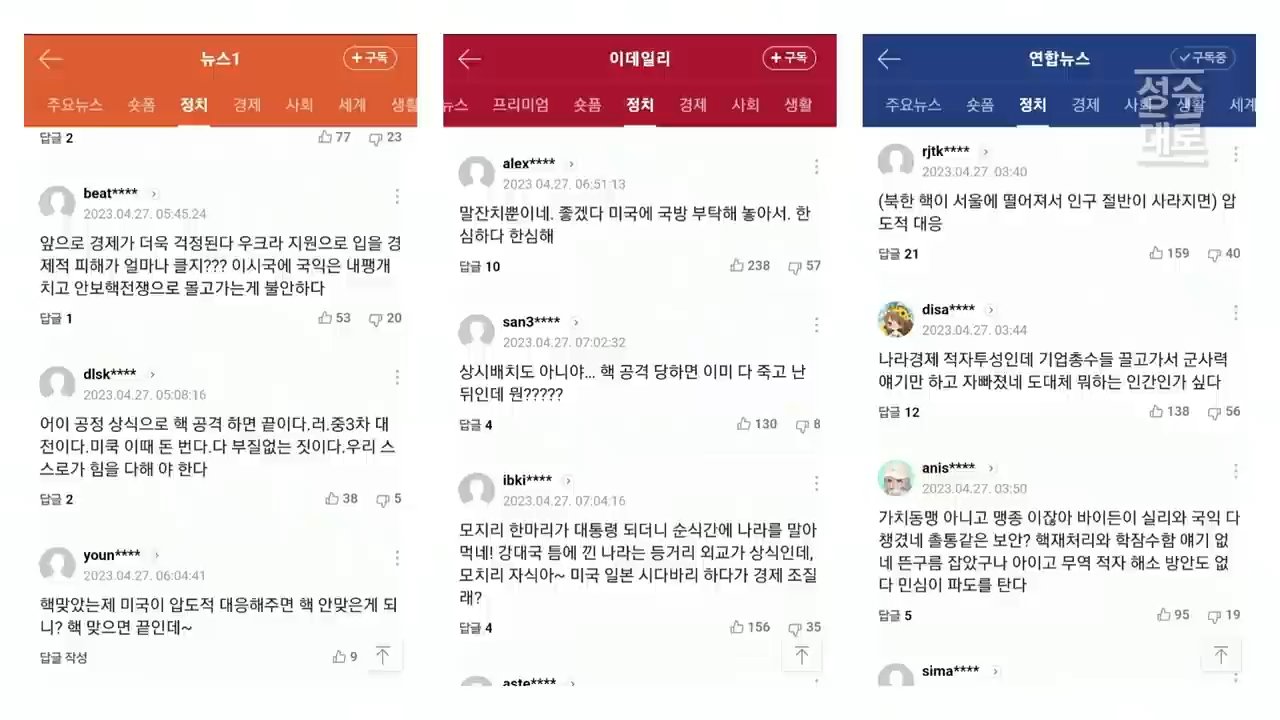 뉴스1
+구독
주요뉴스 숏폼 정치 경제 사회 세계 생활
답글 2 77 23
beat****
2023.04.27. 05:45:24
앞으로 경제가 더욱 걱정된다 우크라 지원으로 입을 경
제적 피해가 얼마나 클지??? 이시국에 국익은 내팽개
치고 안보핵전쟁으로 몰고가는게 불안하다
답글 1 53 20
dlsk****
2023.04.27. 05:08:16
어이 공정 상식으로 핵 공격 하면 끝이다.러.중3차 대
전이다.미쿡 이때 돈 번다.다 부질없는 짓이다.우리 스
스로가 힘을 다해 야 한다
답글 2 38 5
youn****
2023.04.27. 06:04:41
핵맞았는제 미국이 압도적 대응해주면 핵 안맞은게 되
니? 핵 맞으면 끝인데~
답글 작성 9
이데일리
+구독
뉴스 프리미엄 숏폼 정치 경제 사회 생활
alex****
2023.04.27. 06:51:13
말잔치뿐이네. 좋겠다 미국에 국방 부탁해 놓아서. 한
심하다 한심해
답글 10 238 57
san3****
2023.04.27. 07:02:32
상시배치도 아니야... 핵 공격 당하면 이미 다 죽고 난
뒤인데 뭔?????
답글 4 130 8
ibki****
2023.04.27. 07:04:16
모지리 한마리가 대통령 되더니 순식간에 나라를 말아
먹네! 강대국 틈에 낀 나라는 등거리 외교가 상식인데,
모치리 자식아~ 미국 일본 시다바리 하다가 경제 조질
래?
답글 4 156 35
aste****
연합뉴스
구독중
주요뉴스 숏폼 정치 경제 사회 생활 세계
성수
대로
rjtk****
2023.04.27. 03:40
(북한 핵이 서울에 떨어져서 인구 절반이 사라지면) 압
도적 대응
답글 21 159 40
disa****
2023.04.27. 03:44
나라경제 적자투성인데 기업총수들 끌고가서 군사력
얘기만 하고 자빠졌네 도대체 뭐하는 인간인가 싶다
답글 12 138 56
anis****
2023.04.27. 03:50
가치동맹 아니고 맹종 이잖아 바이든이 실리와 국익 다
챙겼네 촐통같은 보안? 핵재처리와 학잠수함 얘기 없
네 뜬구름 잡았구나 아이고 무역 적자 해소 방안도 없
다 민심이 파도를 탄다
답글 5 95 19
sima****